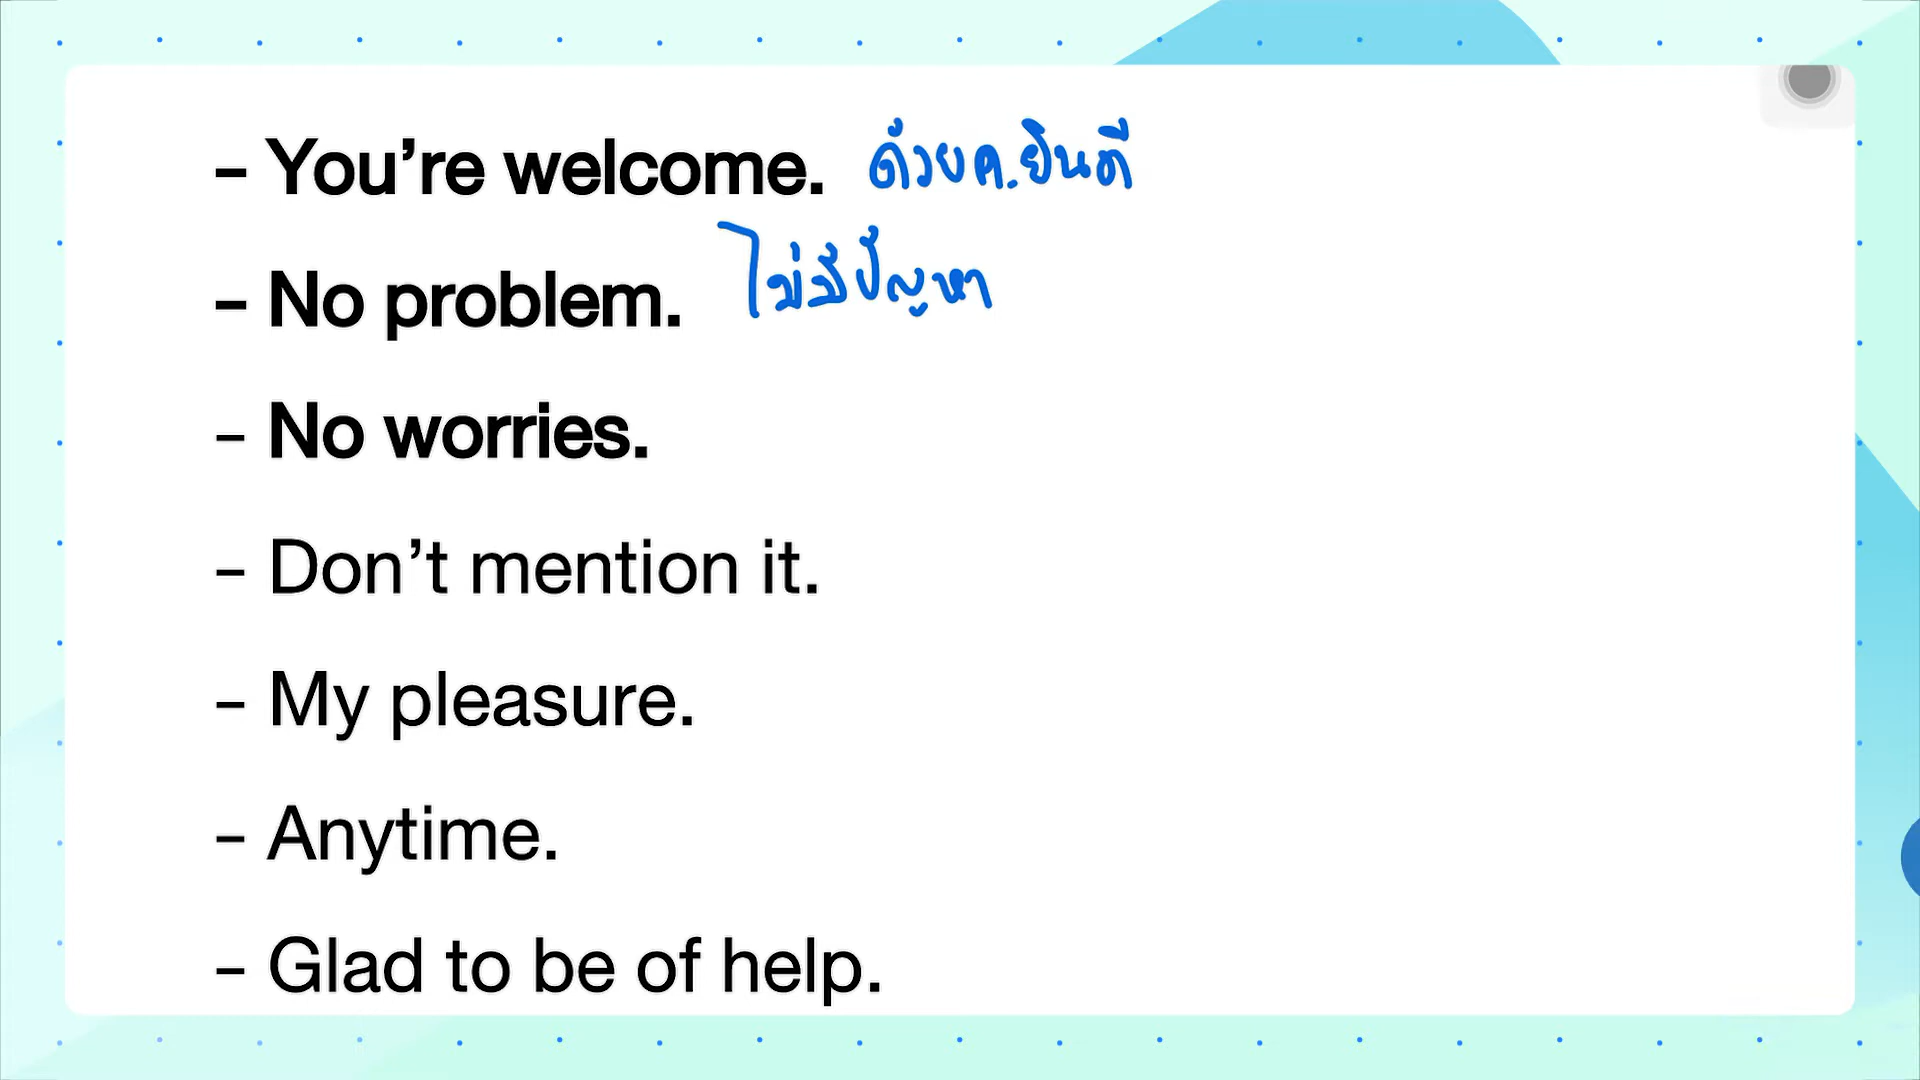 – You’re welcome. ด้วยค.ยินดี
– No problem. ไม่มีปัญหา
– No worries.
– Don’t mention it.
– My pleasure.
– Anytime.
– Glad to be of help.